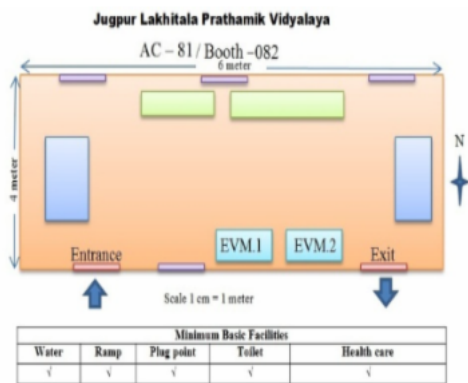 Jugpur Lakhitala Prathamik Vidyalaya
AC – 81/ Booth -082
6 meter
4 meter
N
EVM.1 EVM.2
Entrance Exit
Scale 1 cm = 1 meter
Minimum Basic Facilities
Water Ramp Plug point Toilet Health care
√ √ √ √ √